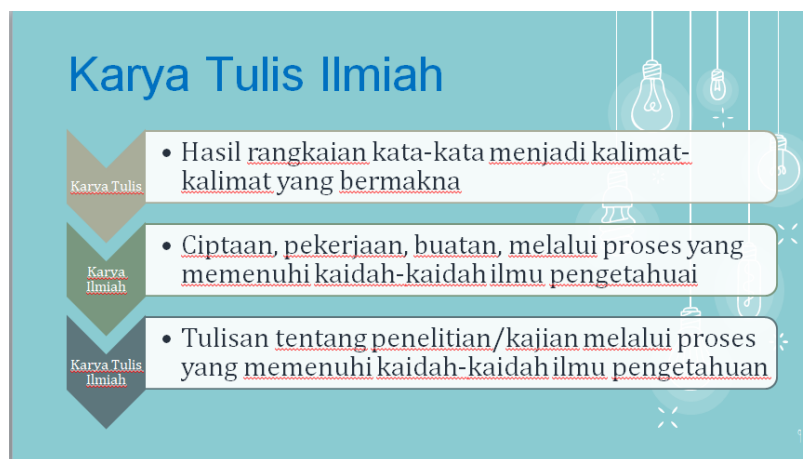 Karya Tulis Ilmiah
Karya Tulis
• Hasil rangkaian kata-kata menjadi kalimat-
kalimat yang bermakna
Karya
Ilmiah
• Ciptaan, pekerjaan, buatan, melalui proses yang
memenuhi kaidah-kaidah ilmu pengetahuai
Karya Tulis
Ilmiah
• Tulisan tentang penelitian/kajian melalui proses
yang memenuhi kaidah-kaidah ilmu pengetahuan